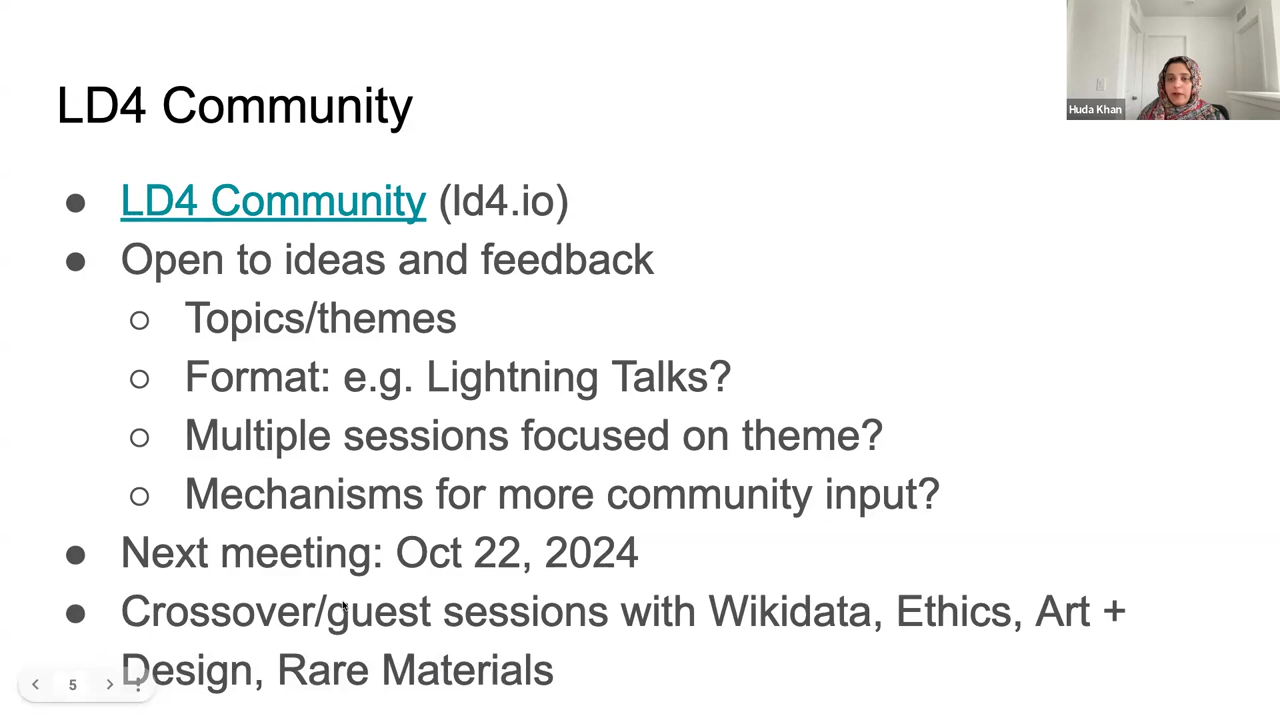 LD4 Community
Huda Khan
● LD4 Community (ld4.io)
● Open to ideas and feedback
○ Topics/themes
○ Format: e.g. Lightning Talks?
○ Multiple sessions focused on theme?
○ Mechanisms for more community input?
● Next meeting: Oct 22, 2024
● Crossover/guest sessions with Wikidata, Ethics, Art +
Design, Rare Materials
5